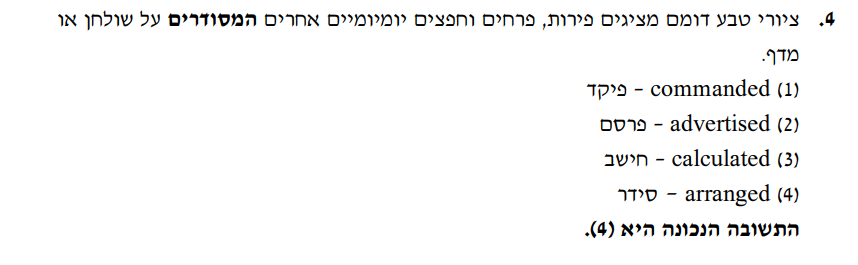 4. ציורי טבע דומם מציגים פירות, פרחים וחפצים יומיומיים אחרים המסודרים על שולחן או
מדף.
(1) commanded – פיקד
(2) advertised – פרסם
(3) calculated – חישב
(4) arranged – סידר
התשובה הנכונה היא (4).